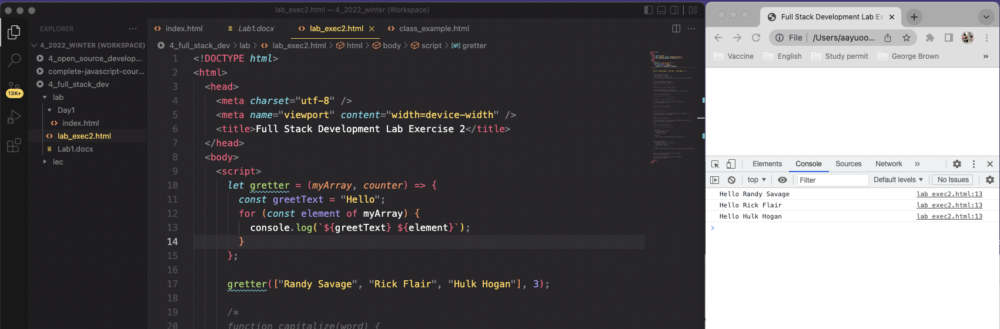 lab_exec2.html — 4_2022_winter (Workspace)
EXPLORER
4_2022_WINTER (WORKSPACE)
4_open_source_develop...
complete-javascript-cour...
4_full_stack_dev
lab
Day1
index.html
lab_exec2.html
Lab1.docx
lec
13K+
index.html
Lab1.docx
lab_exec2.html
class_example.html
4_full_stack_dev > lab > lab_exec2.html > html > body > script > gretter
1 <!DOCTYPE html>
2 <html>
3 <head>
4 <meta charset="utf-8" />
5 <meta name="viewport" content="width=device-width" />
6 <title>Full Stack Development Lab Exercise 2</title>
7 </head>
8 <body>
9 <script>
10 let gretter = (myArray, counter) => {
11 const greetText = "Hello";
12 for (const element of myArray) {
13 console.log(`${greetText} ${element}`);
14 }
15 };
16
17 gretter(["Randy Savage", "Rick Flair", "Hulk Hogan"], 3);
18
19 /*
20 function capitalize(word) {
Full Stack Development Lab Ex
File | /Users/aayuoo...
Vaccine English Study permit George Brown »
Elements Console Sources Network »
top Filter Default levels No Issues
Hello Randy Savage lab_exec2.html:13
Hello Rick Flair lab_exec2.html:13
Hello Hulk Hogan lab_exec2.html:13
>